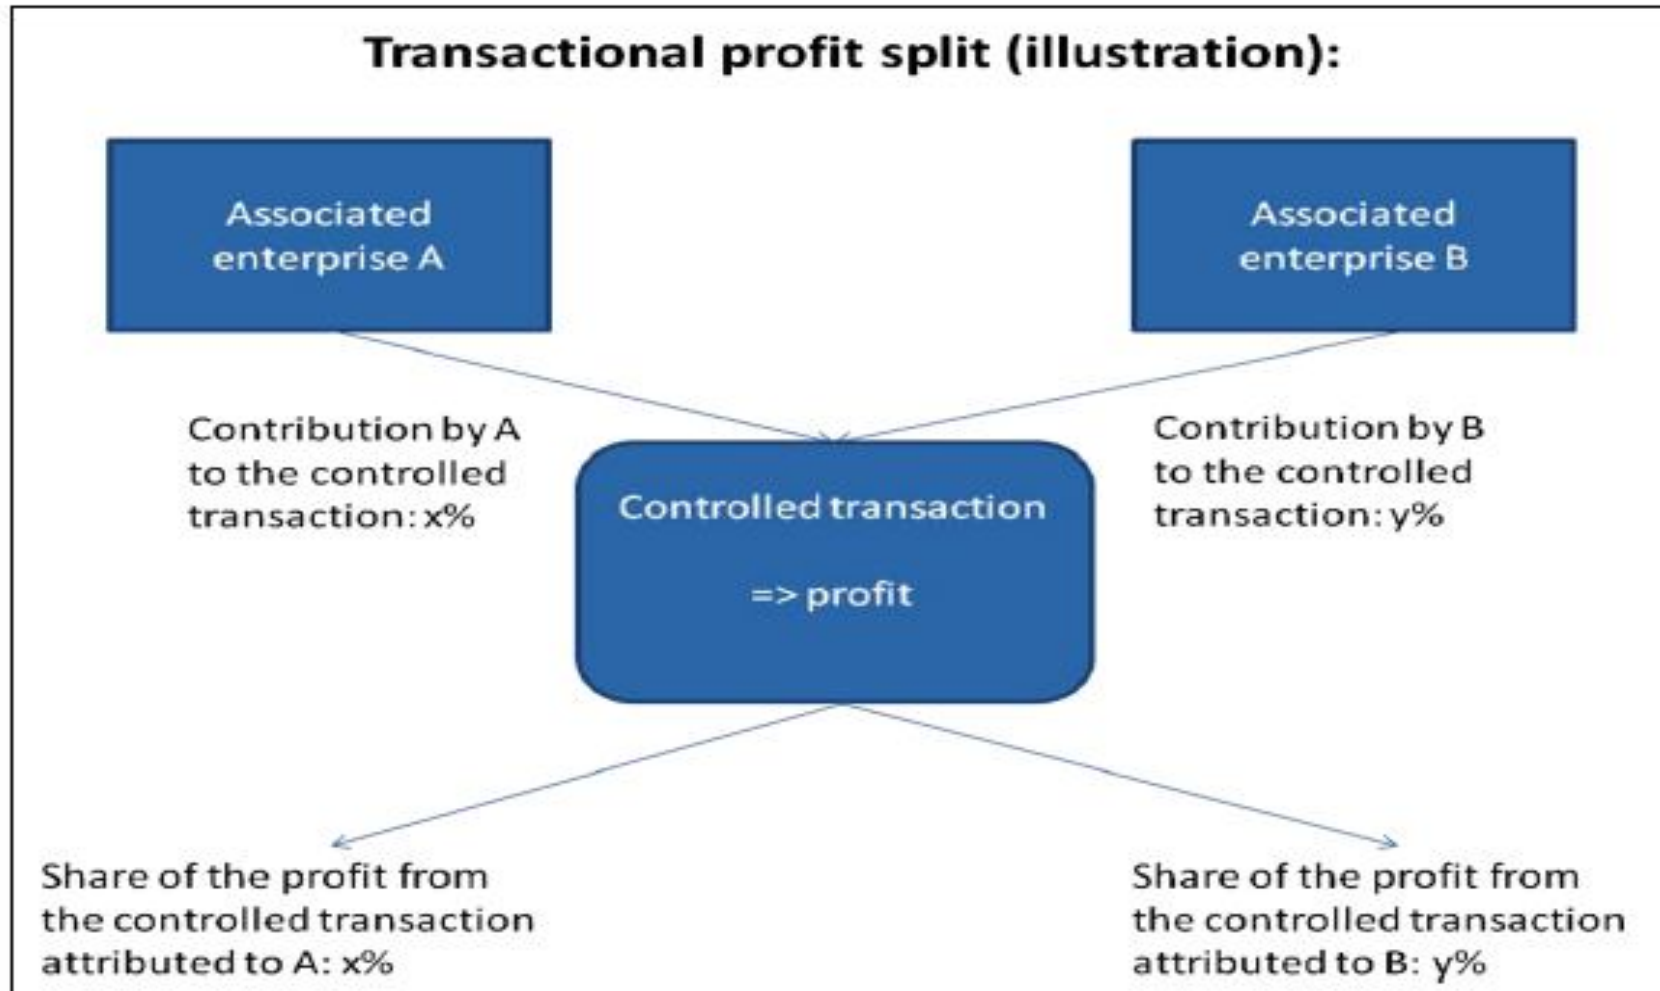 Transactional profit split (illustration):
Associated
enterprise A
Associated
enterprise B
Contribution by A
to the controlled
transaction: x%
Contribution by B
to the controlled
transaction: y%
Controlled transaction
=> profit
Share of the profit from
the controlled transaction
attributed to A: x%
Share of the profit from
the controlled transaction
attributed to B: y%